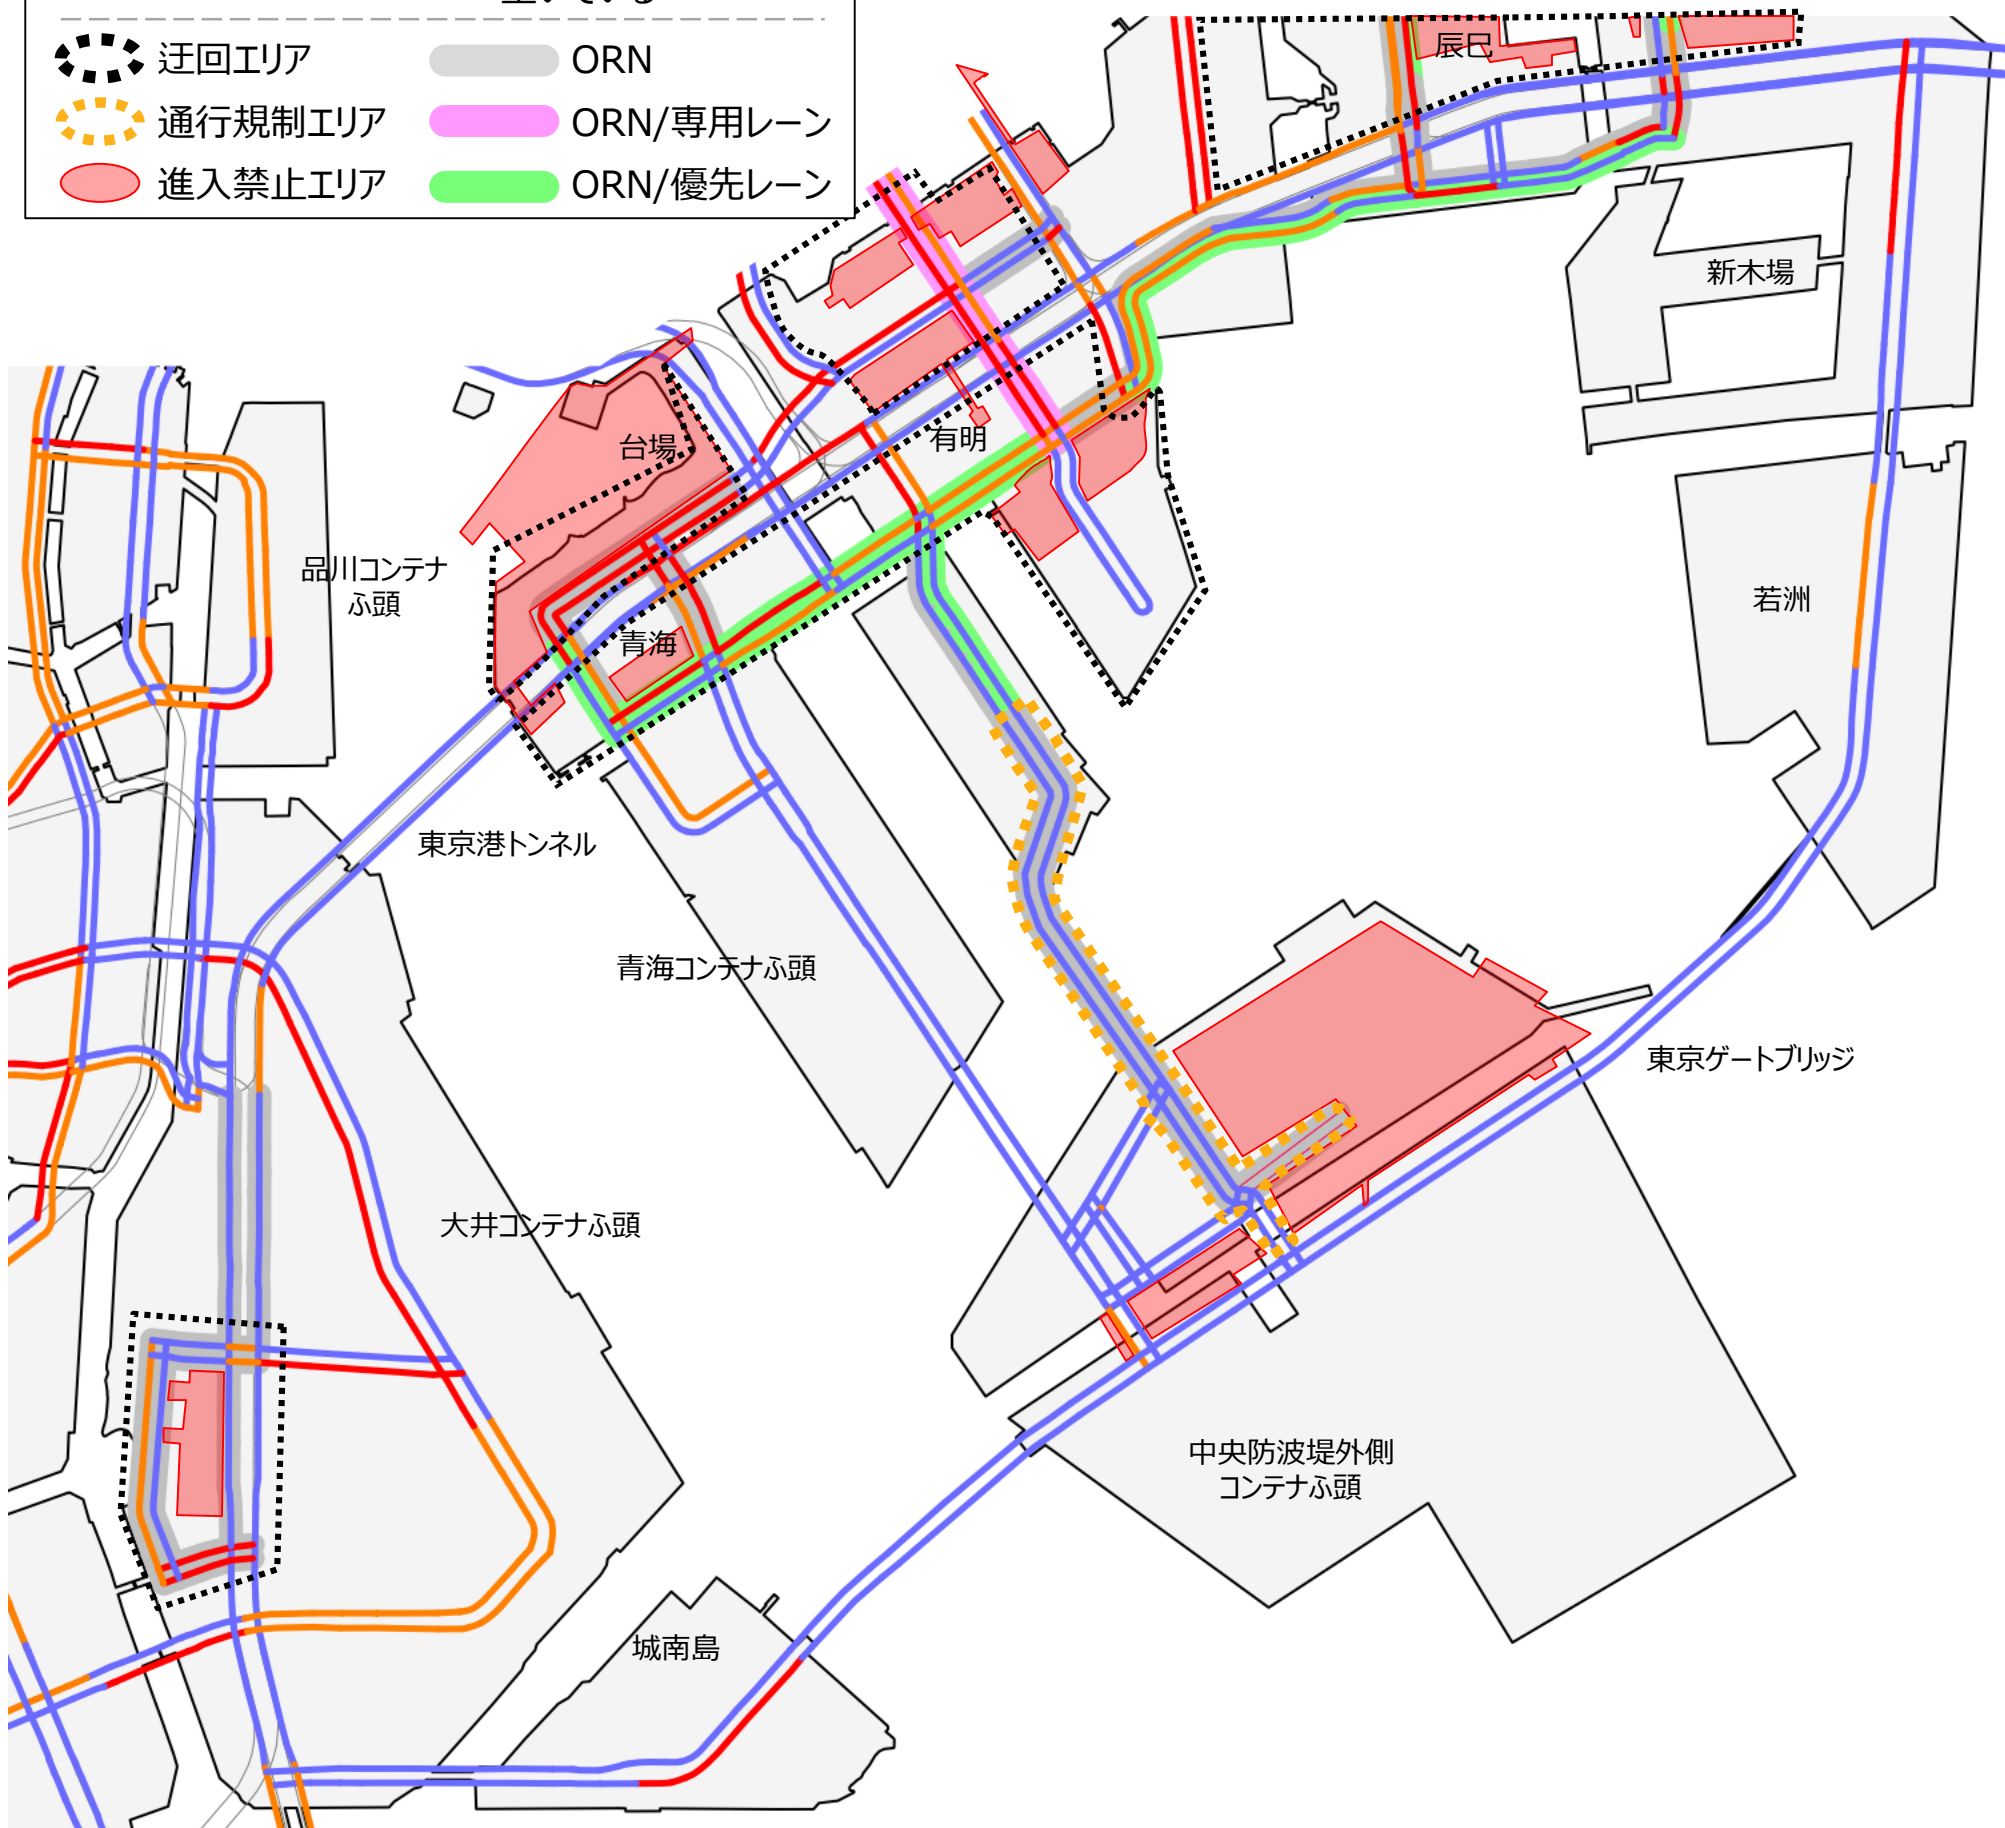 空いている
迂回エリア
ORN
通行規制エリア
ORN/専用レーン
進入禁止エリア
ORN/優先レーン
辰巳
新木場
台場
有明
品川コンテナ
ふ頭
若洲
青海
東京港トンネル
青海コンテナふ頭
東京ゲートブリッジ
大井コンテナふ頭
中央防波堤外側
コンテナふ頭
城南島